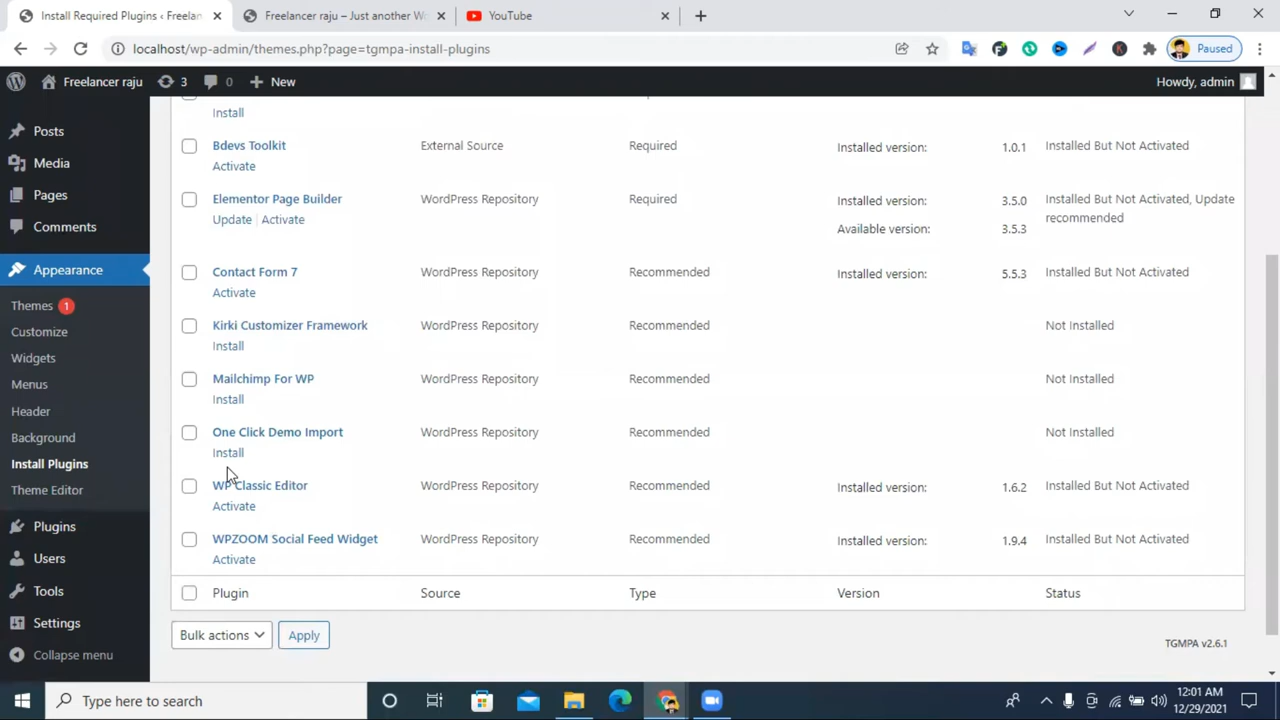 Install Required Plugins ‹ Freelan
Freelancer raju – Just another W
YouTube
localhost/wp-admin/themes.php?page=tgmpa-install-plugins
Paused
Freelancer raju 3 0 New
Howdy, admin
Posts
Media
Pages
Comments
Appearance
Themes 1
Customize
Widgets
Menus
Header
Background
Install Plugins
Theme Editor
Plugins
Users
Tools
Settings
Collapse menu
Install
Bdevs Toolkit External Source Required Installed version: 1.0.1 Installed But Not Activated
Activate
Elementor Page Builder WordPress Repository Required Installed version: 3.5.0 Installed But Not Activated, Update
Update | Activate Available version: 3.5.3 recommended
Contact Form 7 WordPress Repository Recommended Installed version: 5.5.3 Installed But Not Activated
Activate
Kirki Customizer Framework WordPress Repository Recommended Not Installed
Install
Mailchimp For WP WordPress Repository Recommended Not Installed
Install
One Click Demo Import WordPress Repository Recommended Not Installed
Install
WP Classic Editor WordPress Repository Recommended Installed version: 1.6.2 Installed But Not Activated
Activate
WPZOOM Social Feed Widget WordPress Repository Recommended Installed version: 1.9.4 Installed But Not Activated
Activate
Plugin Source Type Version Status
Bulk actions Apply
TGMPA v2.6.1
Type here to search
12:01 AM
12/29/2021